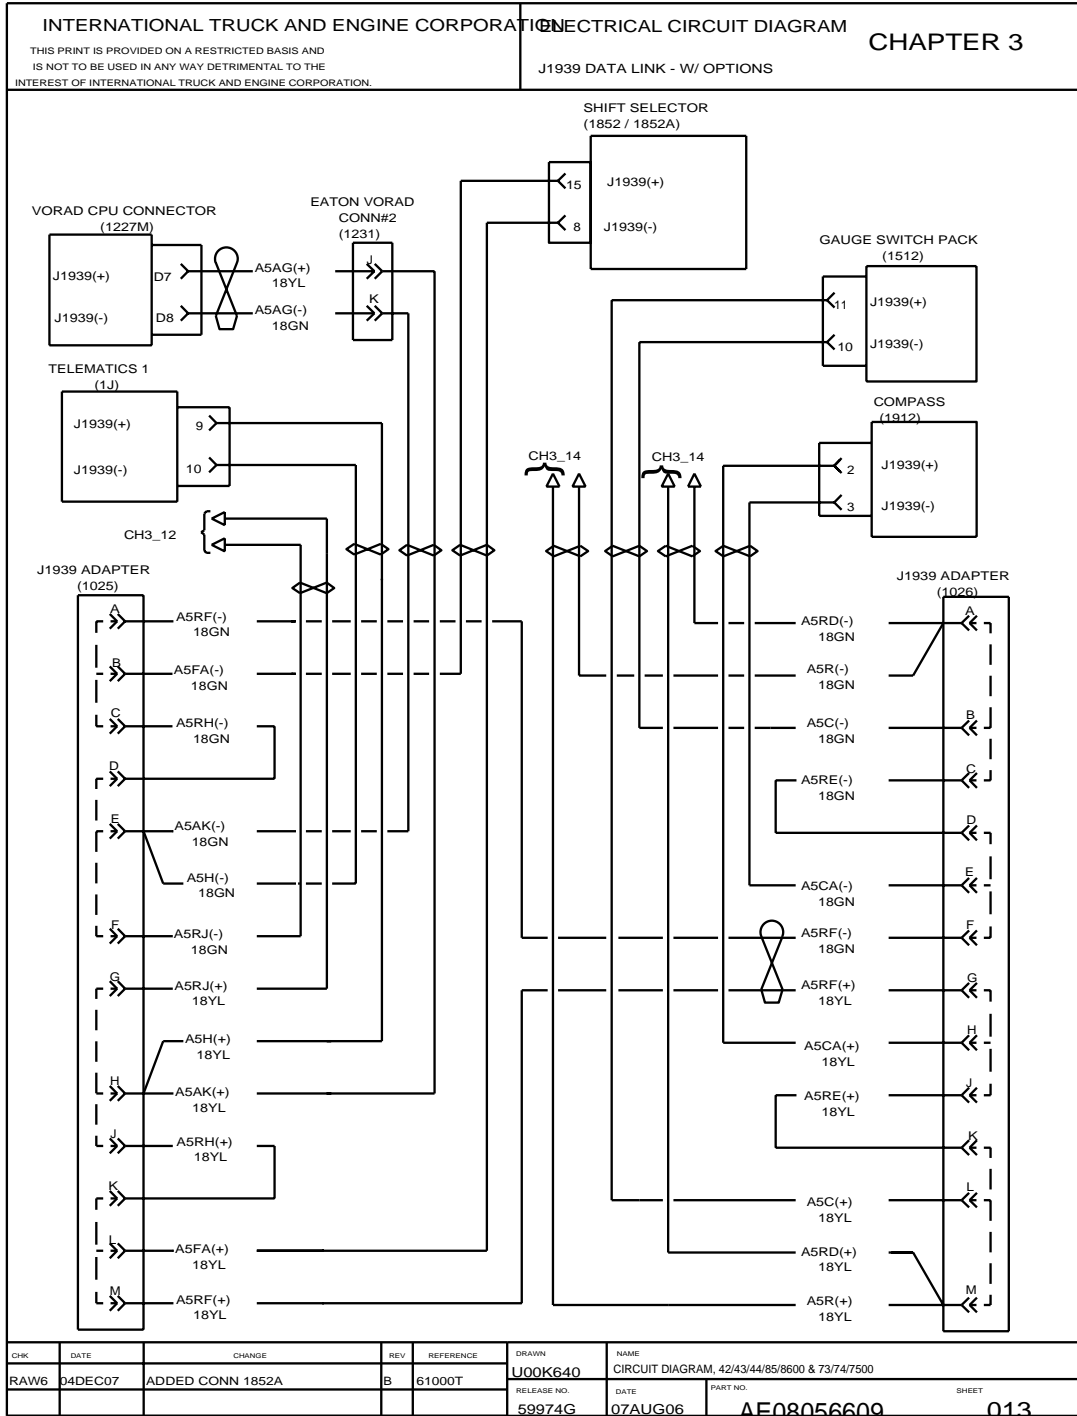 INTERNATIONAL TRUCK AND ENGINE CORPORATION
THIS PRINT IS PROVIDED ON A RESTRICTED BASIS AND
IS NOT TO BE USED IN ANY WAY DETRIMENTAL TO THE
INTEREST OF INTERNATIONAL TRUCK AND ENGINE CORPORATION.
ELECTRICAL CIRCUIT DIAGRAM
CHAPTER 3
J1939 DATA LINK - W/ OPTIONS
SHIFT SELECTOR
(1852 / 1852A)
15
J1939(+)
8
J1939(-)
VORAD CPU CONNECTOR
(1227M)
J1939(+)
D7
J1939(-)
D8
A5AG(+)
18YL
A5AG(-)
18GN
EATON VORAD
CONN#2
(1231)
J
K
GAUGE SWITCH PACK
(1512)
11
J1939(+)
10
J1939(-)
TELEMATICS 1
(1J)
J1939(+)
9
J1939(-)
10
COMPASS
(1912)
2
J1939(+)
3
J1939(-)
CH3_14
CH3_14
CH3_12
J1939 ADAPTER
(1025)
A
A5RF(-)
18GN
B
A5FA(-)
18GN
C
A5RH(-)
18GN
D
E
A5AK(-)
18GN
A5H(-)
18GN
F
A5RJ(-)
18GN
G
A5RJ(+)
18YL
A5H(+)
18YL
H
A5AK(+)
18YL
J
A5RH(+)
18YL
K
L
A5FA(+)
18YL
M
A5RF(+)
18YL
J1939 ADAPTER
(1026)
A5RD(-)
18GN
A
A5R(-)
18GN
A5C(-)
18GN
B
A5RE(-)
18GN
C
D
A5CA(-)
18GN
E
A5RF(-)
18GN
F
A5RF(+)
18YL
G
A5CA(+)
18YL
H
A5RE(+)
18YL
J
K
A5C(+)
18YL
L
A5RD(+)
18YL
A5R(+)
18YL
M
CHK DATE CHANGE REV REFERENCE
RAW6 04DEC07 ADDED CONN 1852A B 61000T
DRAWN
U00K640
NAME
CIRCUIT DIAGRAM, 42/43/44/85/8600 & 73/74/7500
RELEASE NO.
59974G
DATE
07AUG06
PART NO.
AE08056609
SHEET
013